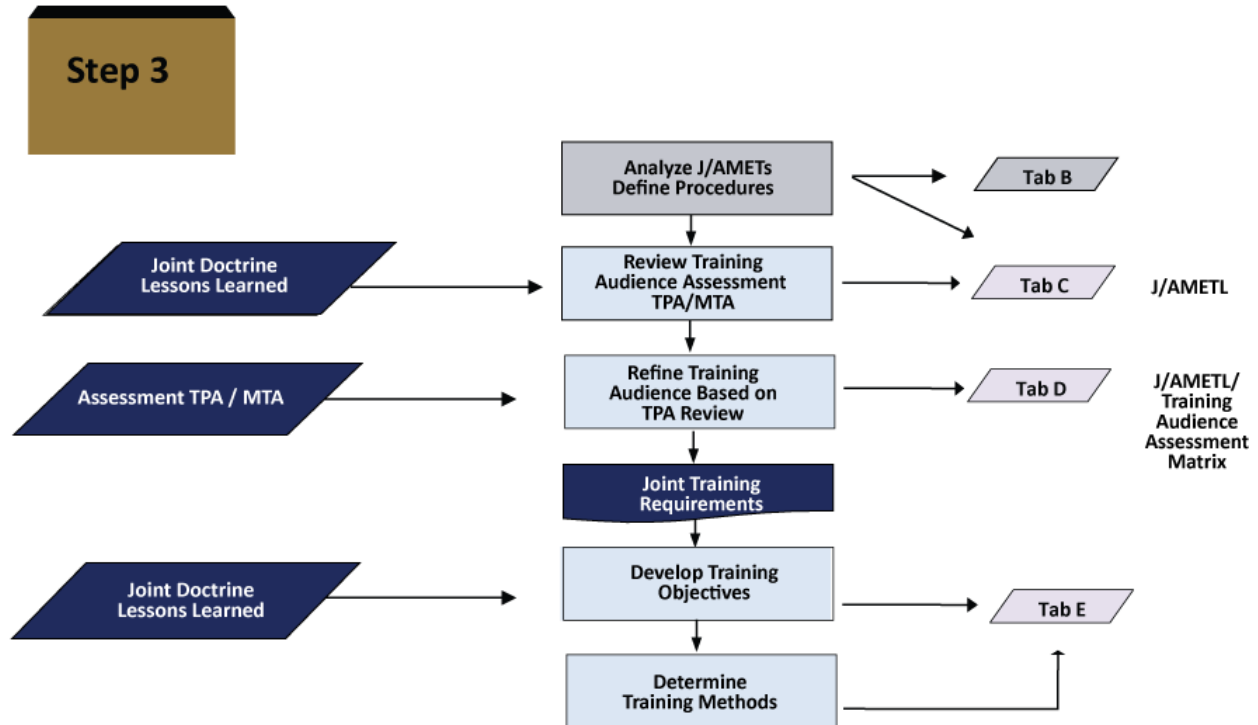 Step 3
Analyze J/AMETs
Define Procedures
Tab B
Joint Doctrine
Lessons Learned
Review Training
Audience Assessment
TPA/MTA
Tab C
J/AMETL
Assessment TPA / MTA
Refine Training
Audience Based on
TPA Review
Tab D
J/AMETL/
Training
Audience
Assessment
Matrix
Joint Training
Requirements
Joint Doctrine
Lessons Learned
Develop Training
Objectives
Tab E
Determine
Training Methods